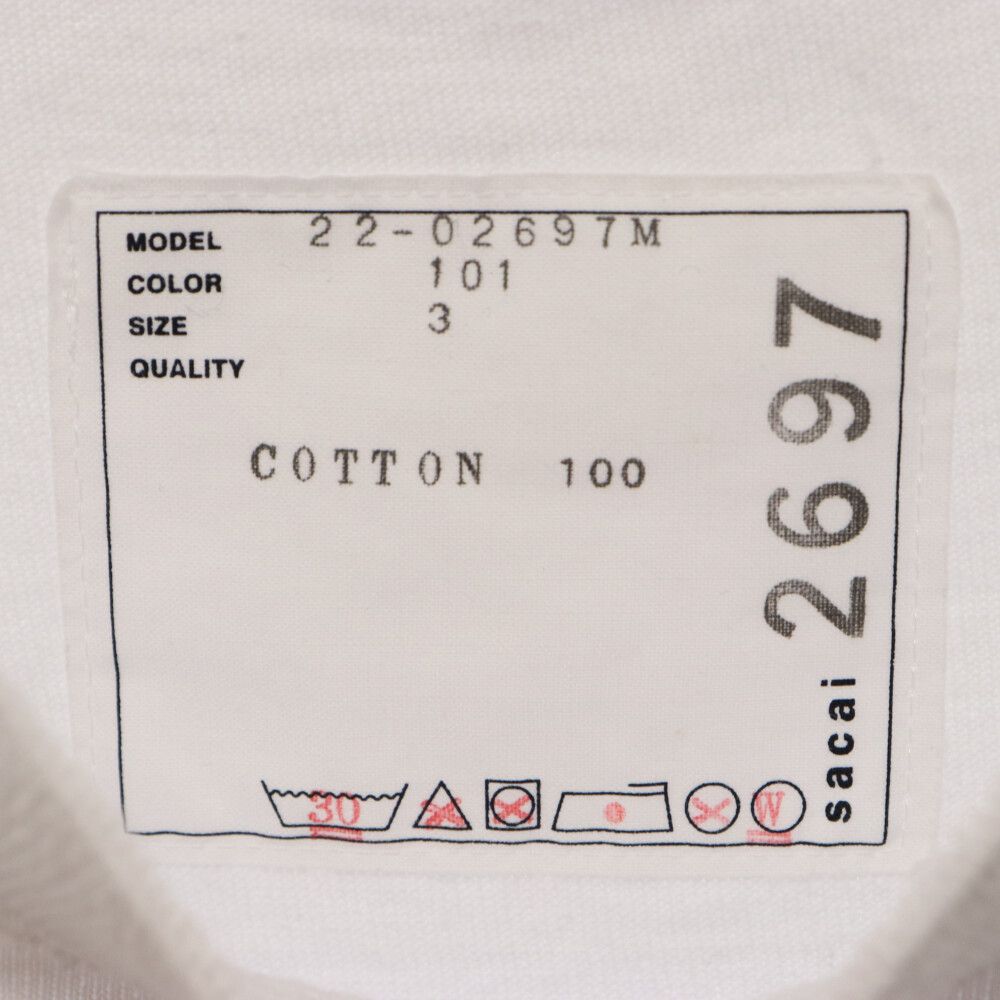 MODEL 22-02697M
COLOR 101
SIZE 3
QUALITY
COTTON 100
30
W
sacai 2697